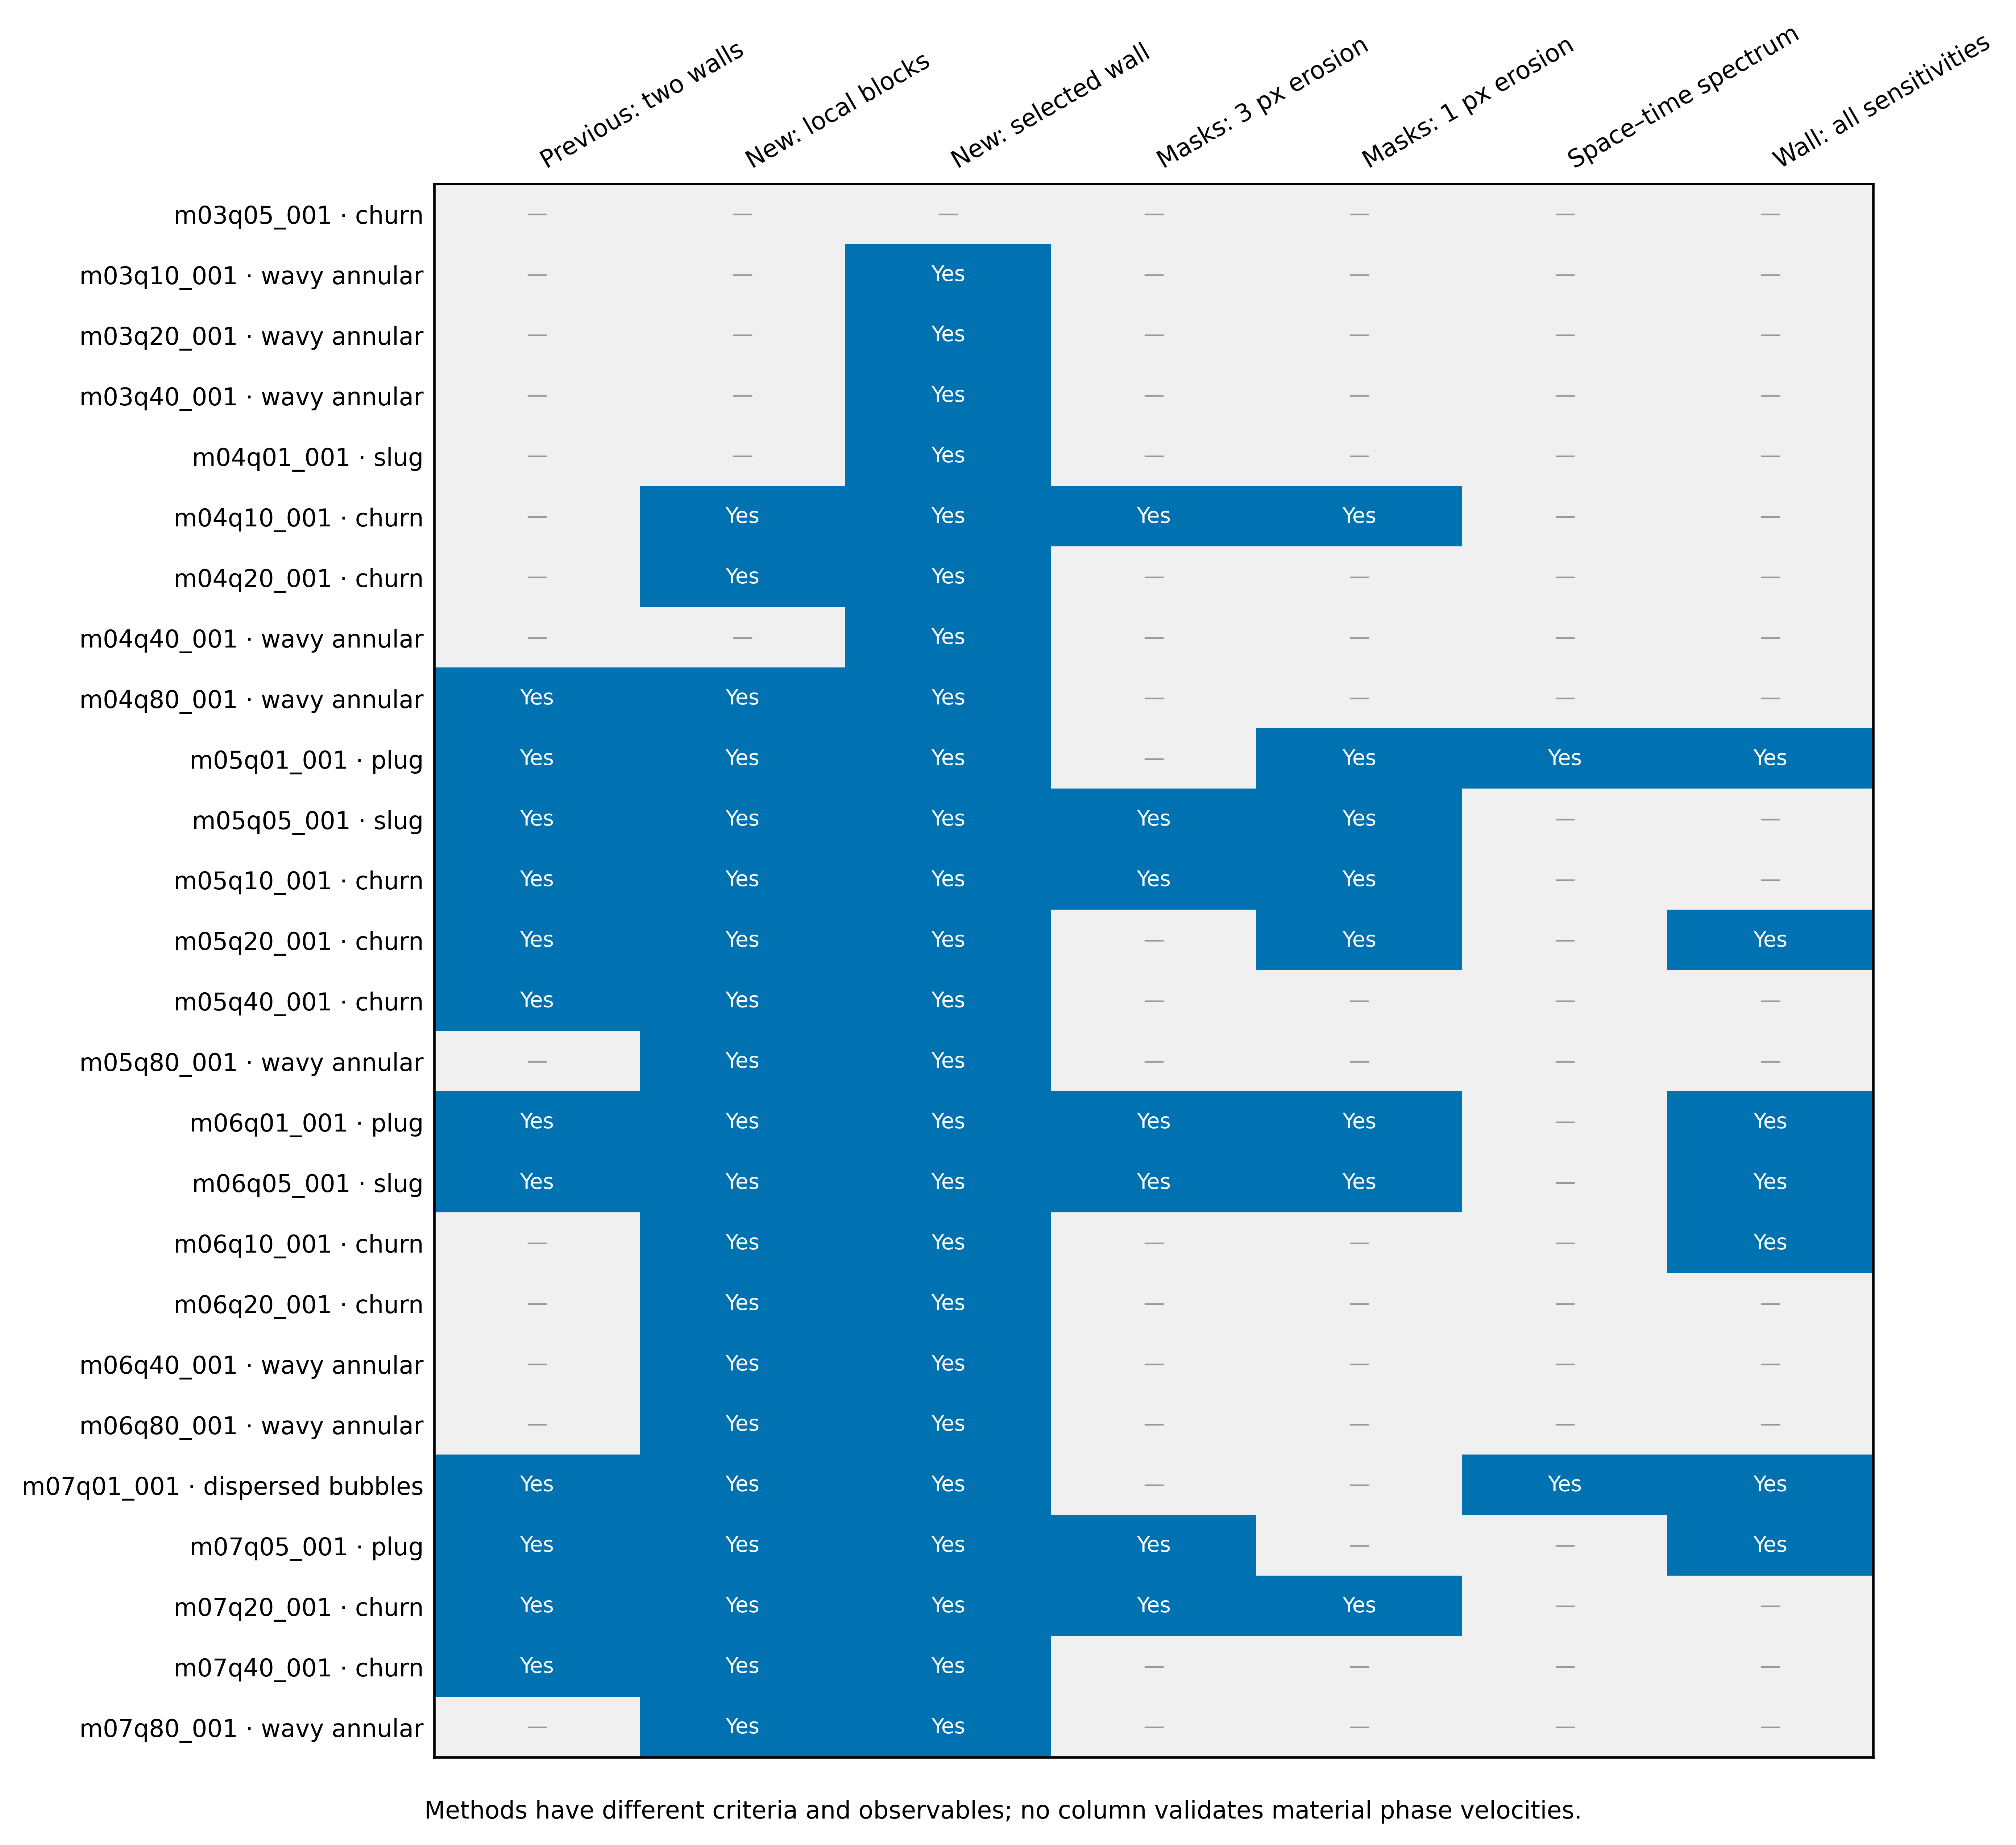 Previous: two walls
New: local blocks
New: selected wall
Masks: 3 px erosion
Masks: 1 px erosion
Space–time spectrum
Wall: all sensitivities
m03q05_001 · churn — — — — — — —
m03q10_001 · wavy annular — — Yes — — — —
m03q20_001 · wavy annular — — Yes — — — —
m03q40_001 · wavy annular — — Yes — — — —
m04q01_001 · slug — — Yes — — — —
m04q10_001 · churn — Yes Yes Yes Yes — —
m04q20_001 · churn — Yes Yes — — — —
m04q40_001 · wavy annular — — Yes — — — —
m04q80_001 · wavy annular Yes Yes Yes — — — —
m05q01_001 · plug Yes Yes Yes — Yes Yes Yes
m05q05_001 · slug Yes Yes Yes Yes Yes — —
m05q10_001 · churn Yes Yes Yes Yes Yes — —
m05q20_001 · churn Yes Yes Yes — Yes — Yes
m05q40_001 · churn Yes Yes Yes — — — —
m05q80_001 · wavy annular — Yes Yes — — — —
m06q01_001 · plug Yes Yes Yes Yes Yes — Yes
m06q05_001 · slug Yes Yes Yes Yes Yes — Yes
m06q10_001 · churn — Yes Yes — — — Yes
m06q20_001 · churn — Yes Yes — — — —
m06q40_001 · wavy annular — Yes Yes — — — —
m06q80_001 · wavy annular — Yes Yes — — — —
m07q01_001 · dispersed bubbles Yes Yes Yes — — Yes Yes
m07q05_001 · plug Yes Yes Yes Yes — — Yes
m07q20_001 · churn Yes Yes Yes Yes Yes — —
m07q40_001 · churn Yes Yes Yes — — — —
m07q80_001 · wavy annular — Yes Yes — — — —
Methods have different criteria and observables; no column validates material phase velocities.